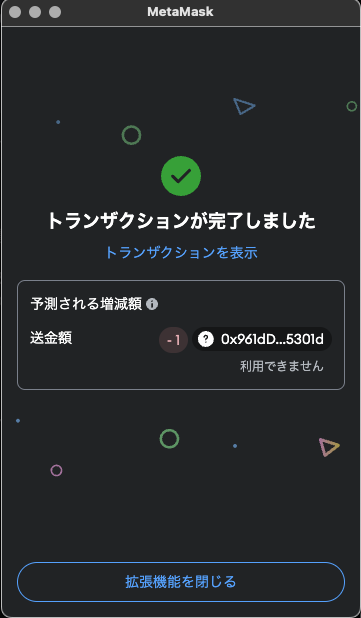 MetaMask
トランザクションが完了しました
トランザクションを表示
予測される増減額
送金額 - 1 0x961dD...5301d
利用できません
拡張機能を閉じる